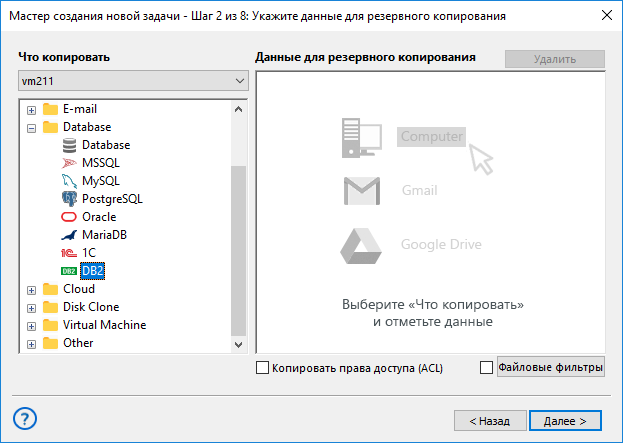 Мастер создания новой задачи - Шаг 2 из 8: Укажите данные для резервного копирования
Что копировать
vm211
E-mail
Database
Database
MSSQL
MySQL
PostgreSQL
Oracle
MariaDB
1C
DB2 DB2
Cloud
Disk Clone
Virtual Machine
Other
Данные для резервного копирования
Удалить
Computer
Gmail
Google Drive
Выберите «Что копировать»
и отметьте данные
Копировать права доступа (ACL)
Файловые фильтры
?
< Назад
Далее >